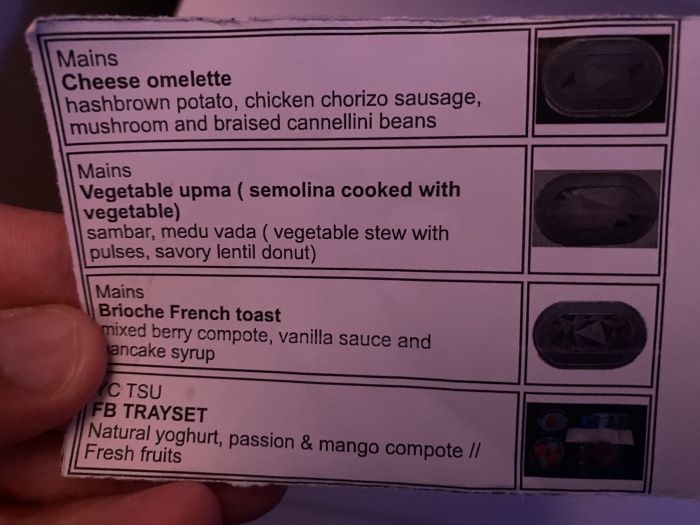 Mains
Cheese omelette
hashbrown potato, chicken chorizo sausage,
mushroom and braised cannellini beans
Mains
Vegetable upma ( semolina cooked with
vegetable)
sambar, medu vada ( vegetable stew with
pulses, savory lentil donut)
Mains
Brioche French toast
mixed berry compote, vanilla sauce and
pancake syrup
YC TSU
FB TRAYSET
Natural yoghurt, passion & mango compote //
Fresh fruits